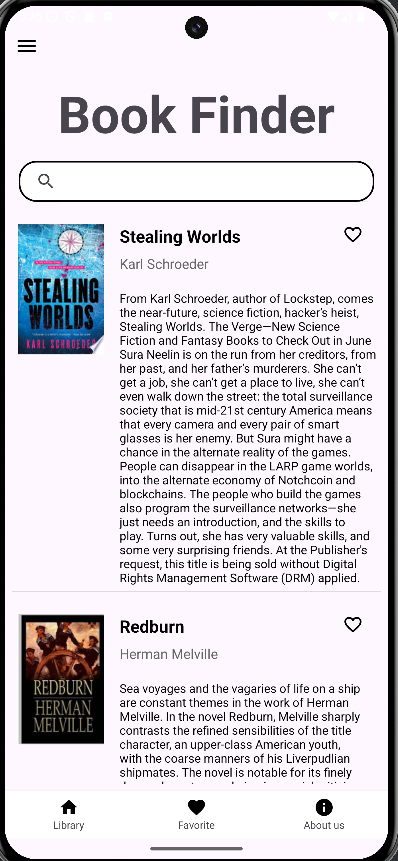 Book Finder
STEALING
WORLDS
KARL SCHROEDER
Stealing Worlds
Karl Schroeder
From Karl Schroeder, author of Lockstep, comes
the near-future, science fiction, hacker's heist,
Stealing Worlds. The Verge—New Science
Fiction and Fantasy Books to Check Out in June
Sura Neelin is on the run from her creditors, from
her past, and her father's murderers. She can't
get a job, she can't get a place to live, she can't
even walk down the street: the total surveillance
society that is mid-21st century America means
that every camera and every pair of smart
glasses is her enemy. But Sura might have a
chance in the alternate reality of the games.
People can disappear in the LARP game worlds,
into the alternate economy of Notchcoin and
blockchains. The people who build the games
also program the surveillance networks—she
just needs an introduction, and the skills to
play. Turns out, she has very valuable skills, and
some very surprising friends. At the Publisher's
request, this title is being sold without Digital
Rights Management Software (DRM) applied.
REDBURN
HERMAN
MELVILLE
Redburn
Herman Melville
Sea voyages and the vagaries of life on a ship
are constant themes in the work of Herman
Melville. In the novel Redburn, Melville sharply
contrasts the refined sensibilities of the title
character, an upper-class American youth,
with the coarse manners of his Liverpudlian
shipmates. The novel is notable for its finely
Library
Favorite
About us